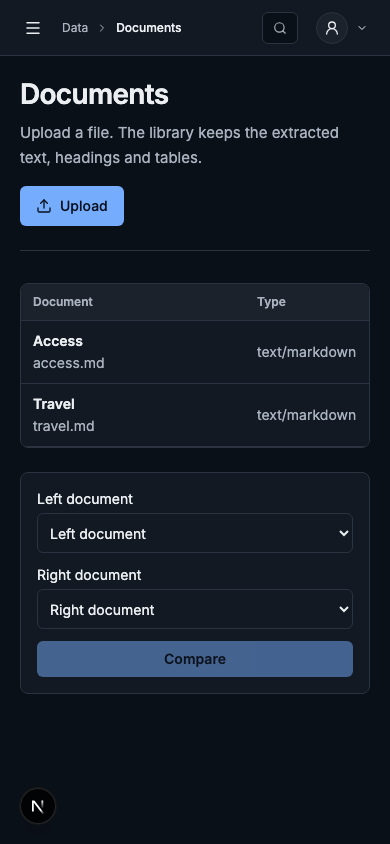 Data > Documents
Documents
Upload a file. The library keeps the extracted
text, headings and tables.
Upload
Document Type
Access
access.md text/markdown
Travel
travel.md text/markdown
Left document
Left document
Right document
Right document
Compare
N